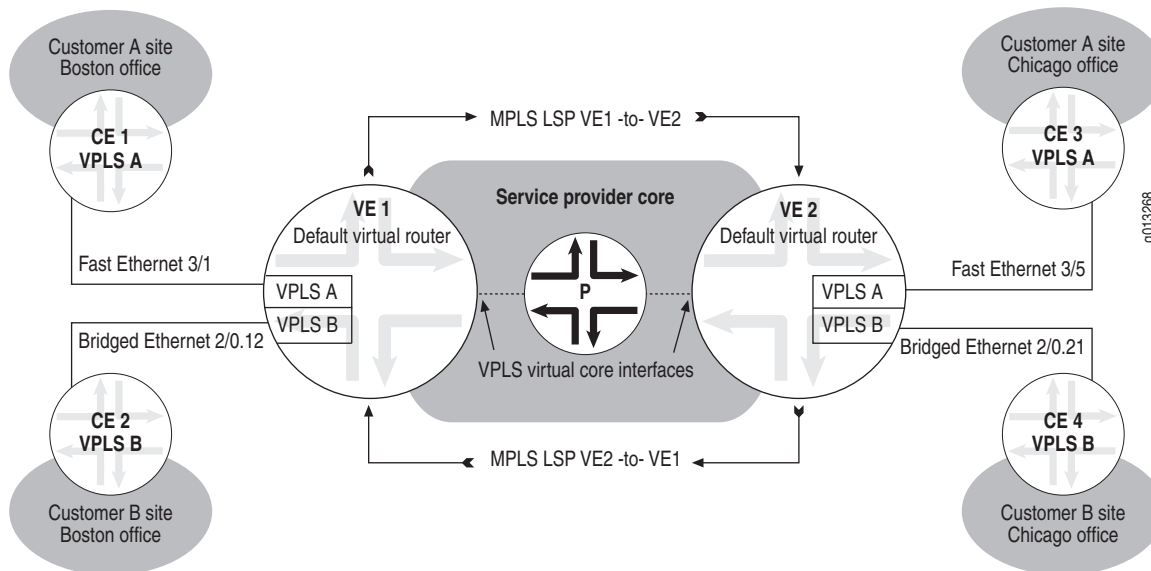 Customer A site
Boston office
CE 1
VPLS A
Fast Ethernet 3/1
Bridged Ethernet 2/0.12
CE 2
VPLS B
Customer B site
Boston office
MPLS LSP VE1 -to- VE2
VE 1
Default virtual router
VPLS A
VPLS B
Service provider core
P
VPLS virtual core interfaces
VE 2
Default virtual router
VPLS A
VPLS B
MPLS LSP VE2 -to- VE1
Customer A site
Chicago office
CE 3
VPLS A
Fast Ethernet 3/5
Bridged Ethernet 2/0.21
CE 4
VPLS B
Customer B site
Chicago office
g013268